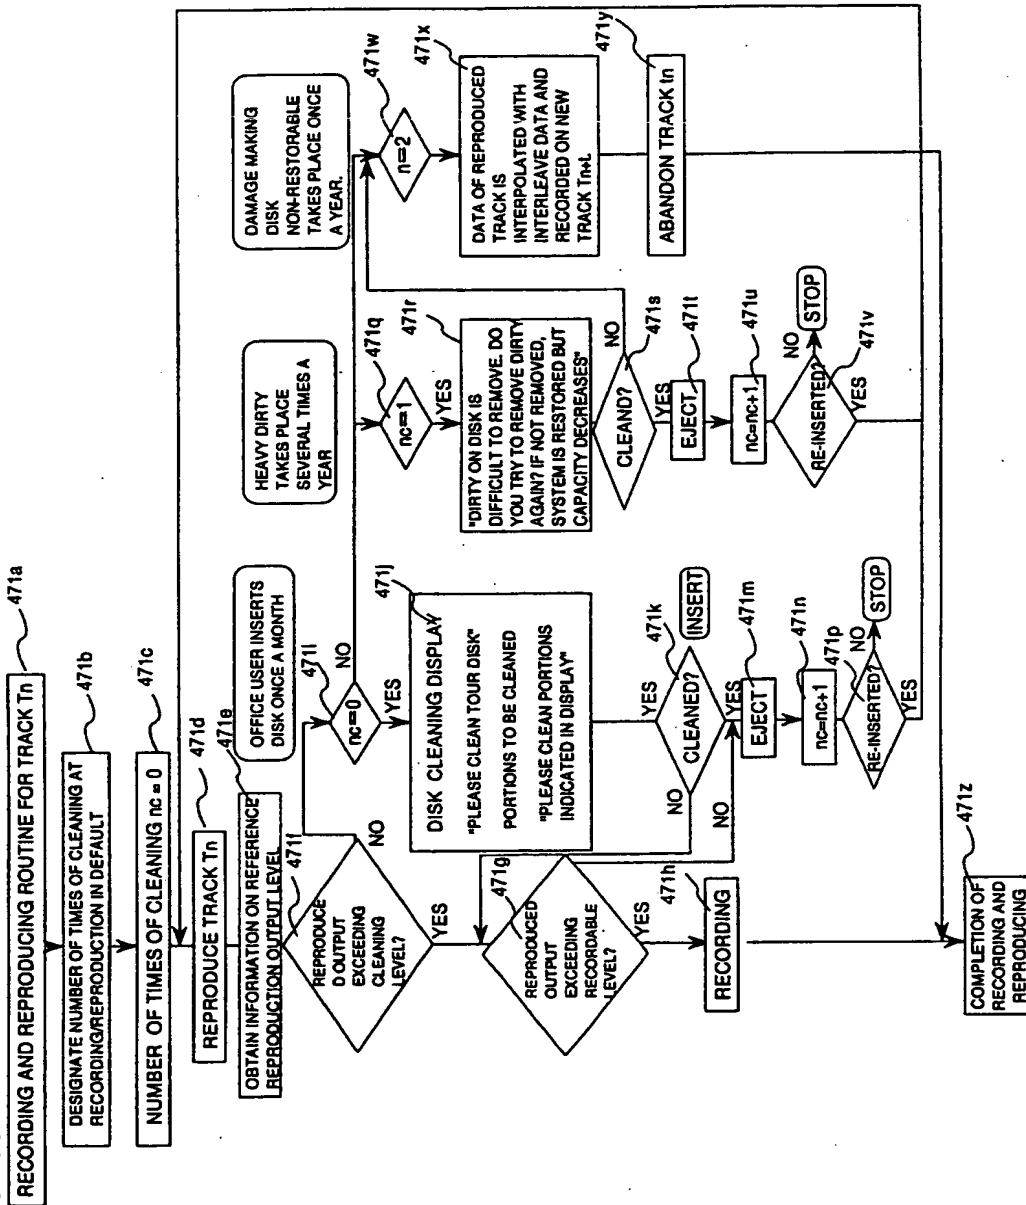 RECORDING AND REPRODUCING ROUTINE FOR TRACK Tn
471a
DESIGNATE NUMBER OF TIMES OF CLEANING AT
RECORDING/REPRODUCTION IN DEFAULT
471b
NUMBER OF TIMES OF CLEANING nc = 0
471c
REPRODUCE TRACK Tn
471d
OBTAIN INFORMATION ON REFERENCE
REPRODUCTION OUTPUT LEVEL
471e
REPRODUCE
D OUTPUT
EXCEEDING
CLEANING
LEVEL?
471f
NO
YES
REPRODUCED
OUTPUT
EXCEEDING
RECORDABLE
LEVEL?
471g
NO
YES
RECORDING
471h
OFFICE USER INSERTS
DISK ONCE A MONTH
nc=0
471i
NO
YES
DISK CLEANING DISPLAY
"PLEASE CLEAN TOUR DISK"
PORTIONS TO BE CLEANED
"PLEASE CLEAN PORTIONS
INDICATED IN DISPLAY"
471j
YES
CLEANED?
471k
INSERT
NO
YES
EJECT
471m
nc=nc+1
471n
RE-INSERTED?
471p
NO
STOP
YES
HEAVY DIRTY
TAKES PLACE
SEVERAL TIMES A
YEAR
nc=1
471q
YES
"DIRTY ON DISK IS
DIFFICULT TO REMOVE. DO
YOU TRY TO REMOVE DIRTY
AGAIN? IF NOT REMOVED,
SYSTEM IS RESTORED BUT
CAPACITY DECREASES"
471r
CLEAND?
471s
NO
YES
EJECT
471t
nc=nc+1
471u
RE-INSERTED?
471v
NO
STOP
YES
DAMAGE MAKING
DISK
NON-RESTORABLE
TAKES PLACE ONCE
A YEAR.
n=2
471w
DATA OF REPRODUCED
TRACK IS
INTERPOLATED WITH
INTERLEAVE DATA AND
RECORDED ON NEW
TRACK Tn+L
471x
ABANDON TRACK tn
471y
COMPLETION OF
RECORDING AND
REPRODUCING
471z